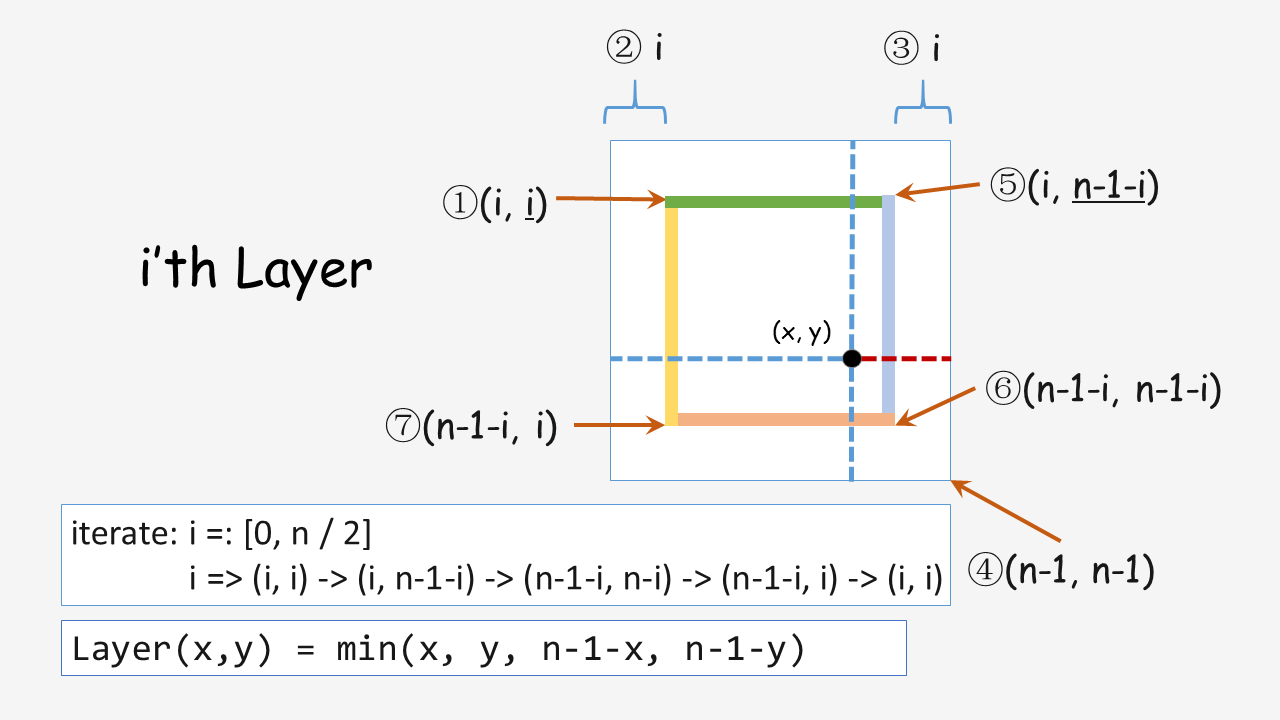 ② i
③ i
①(i, i)
⑤(i, n-1-i)
i'th Layer
(x, y)
⑥(n-1-i, n-1-i)
⑦(n-1-i, i)
iterate: i =: [0, n / 2]
i => (i, i) -> (i, n-1-i) -> (n-1-i, n-i) -> (n-1-i, i) -> (i, i)
④(n-1, n-1)
Layer(x,y) = min(x, y, n-1-x, n-1-y)